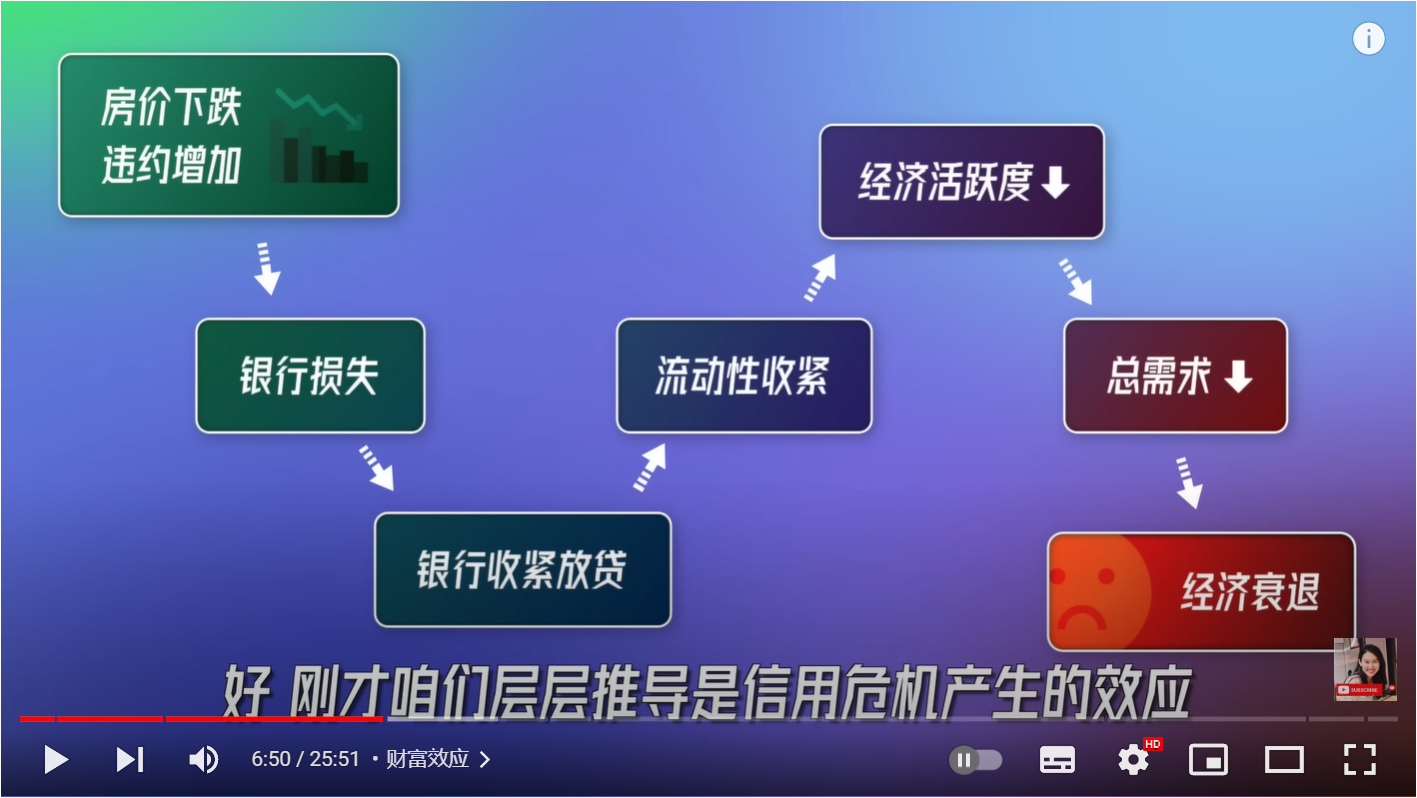 房价下跌
违约增加
银行损失
银行收紧放贷
流动性收紧
经济活跃度
总需求
经济衰退
好 刚才咱们层层推导是信用危机产生的效应
SUBSCRIBE
6:50 / 25:51 • 财富效应
HD